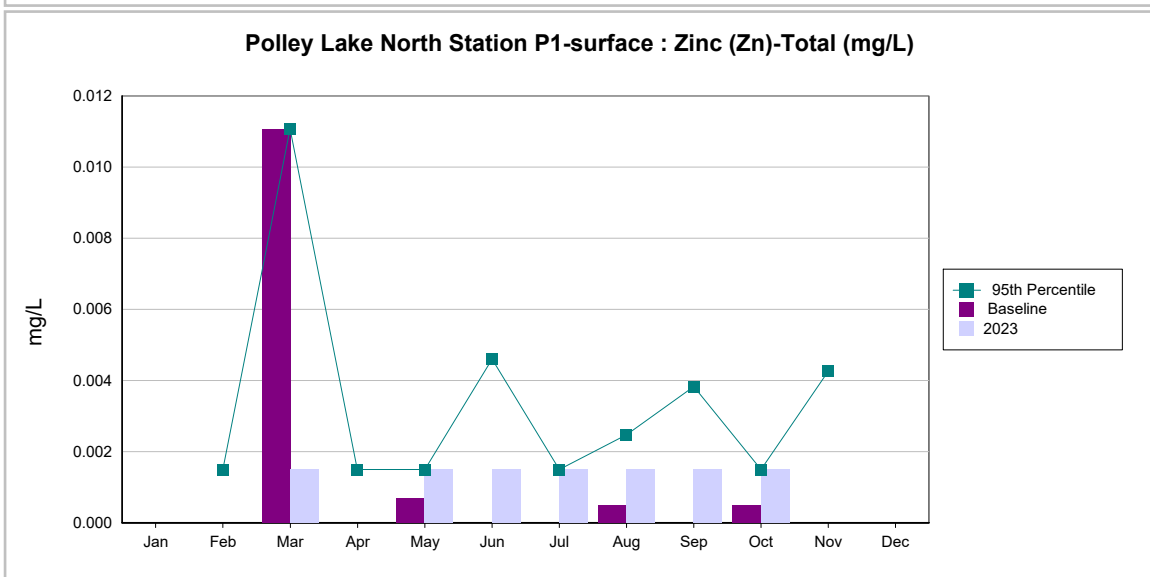 Polley Lake North Station P1-surface : Zinc (Zn)-Total (mg/L)
0.012
0.010
0.008
0.006
0.004
0.002
0.000
mg/L
Jan Feb Mar Apr May Jun Jul Aug Sep Oct Nov Dec
95th Percentile
Baseline
2023